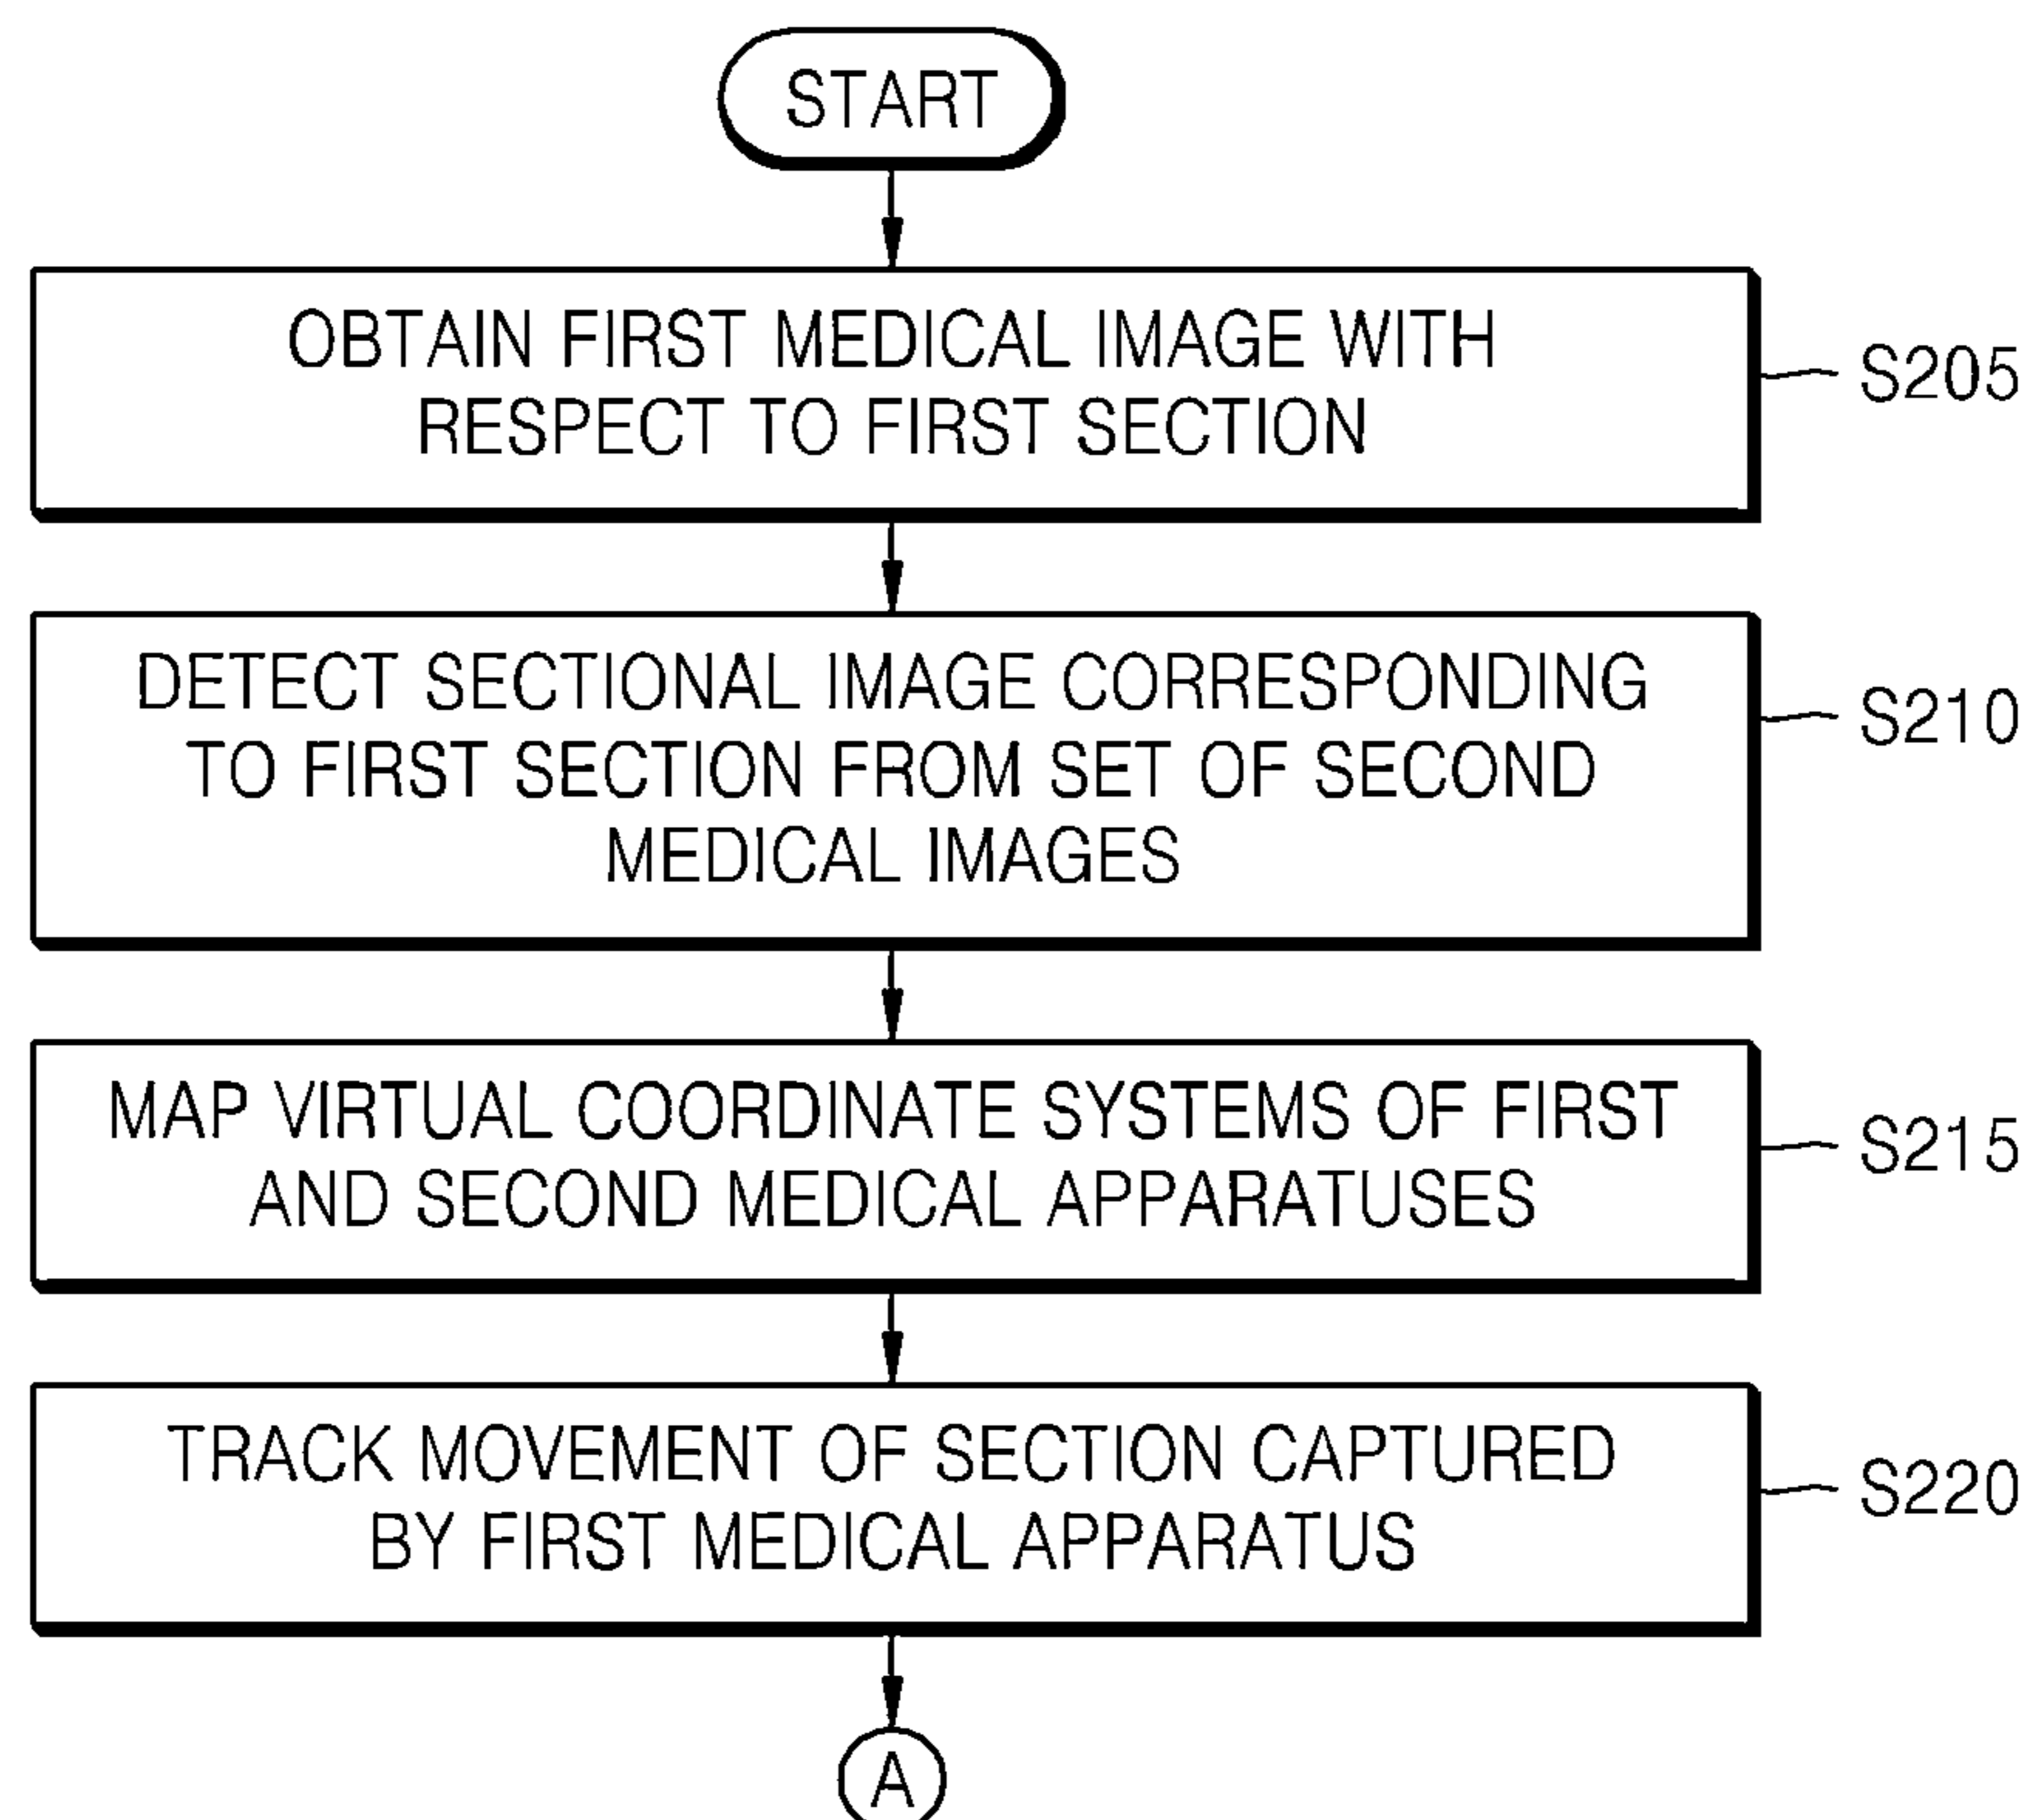 START
OBTAIN FIRST MEDICAL IMAGE WITH
RESPECT TO FIRST SECTION
S205
DETECT SECTIONAL IMAGE CORRESPONDING
TO FIRST SECTION FROM SET OF SECOND
MEDICAL IMAGES
S210
MAP VIRTUAL COORDINATE SYSTEMS OF FIRST
AND SECOND MEDICAL APPARATUSES
S215
TRACK MOVEMENT OF SECTION CAPTURED
BY FIRST MEDICAL APPARATUS
S220
A